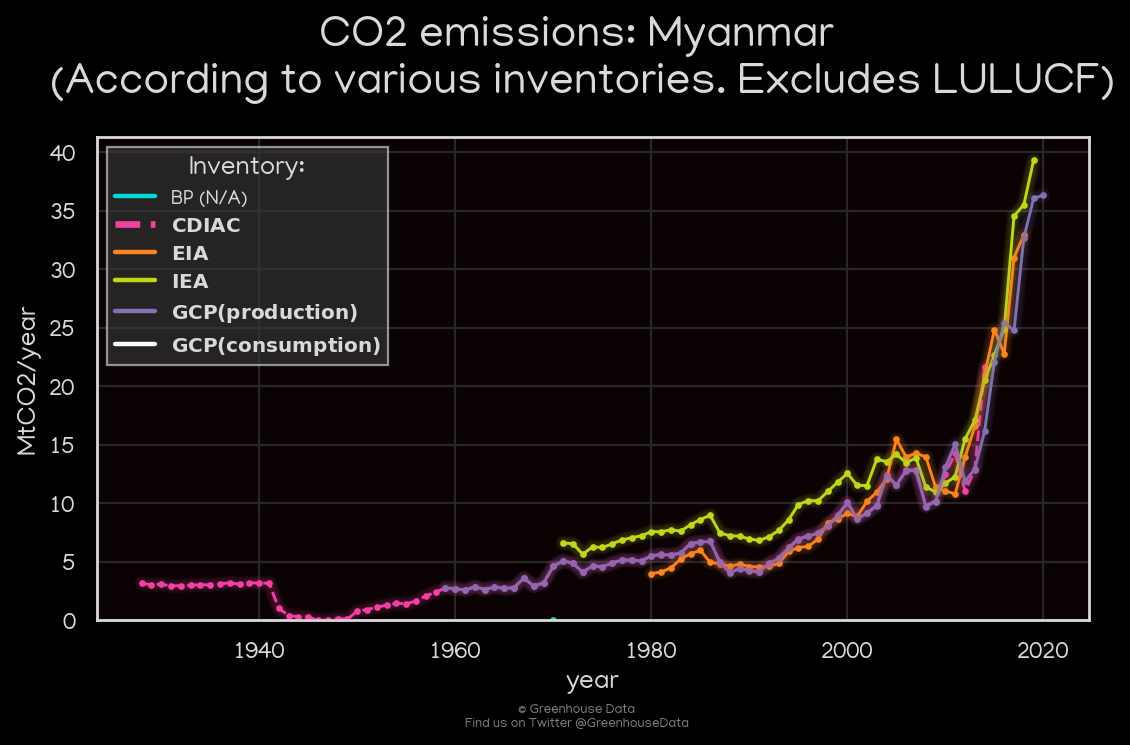 CO2 emissions: Myanmar
(According to various inventories. Excludes LULUCF)
Inventory:
BP (N/A)
CDIAC
EIA
IEA
GCP(production)
GCP(consumption)
MtCO2/year
40
35
30
25
20
15
10
5
0
1940
1960
1980
2000
2020
year
© Greenhouse Data
Find us on Twitter @GreenhouseData